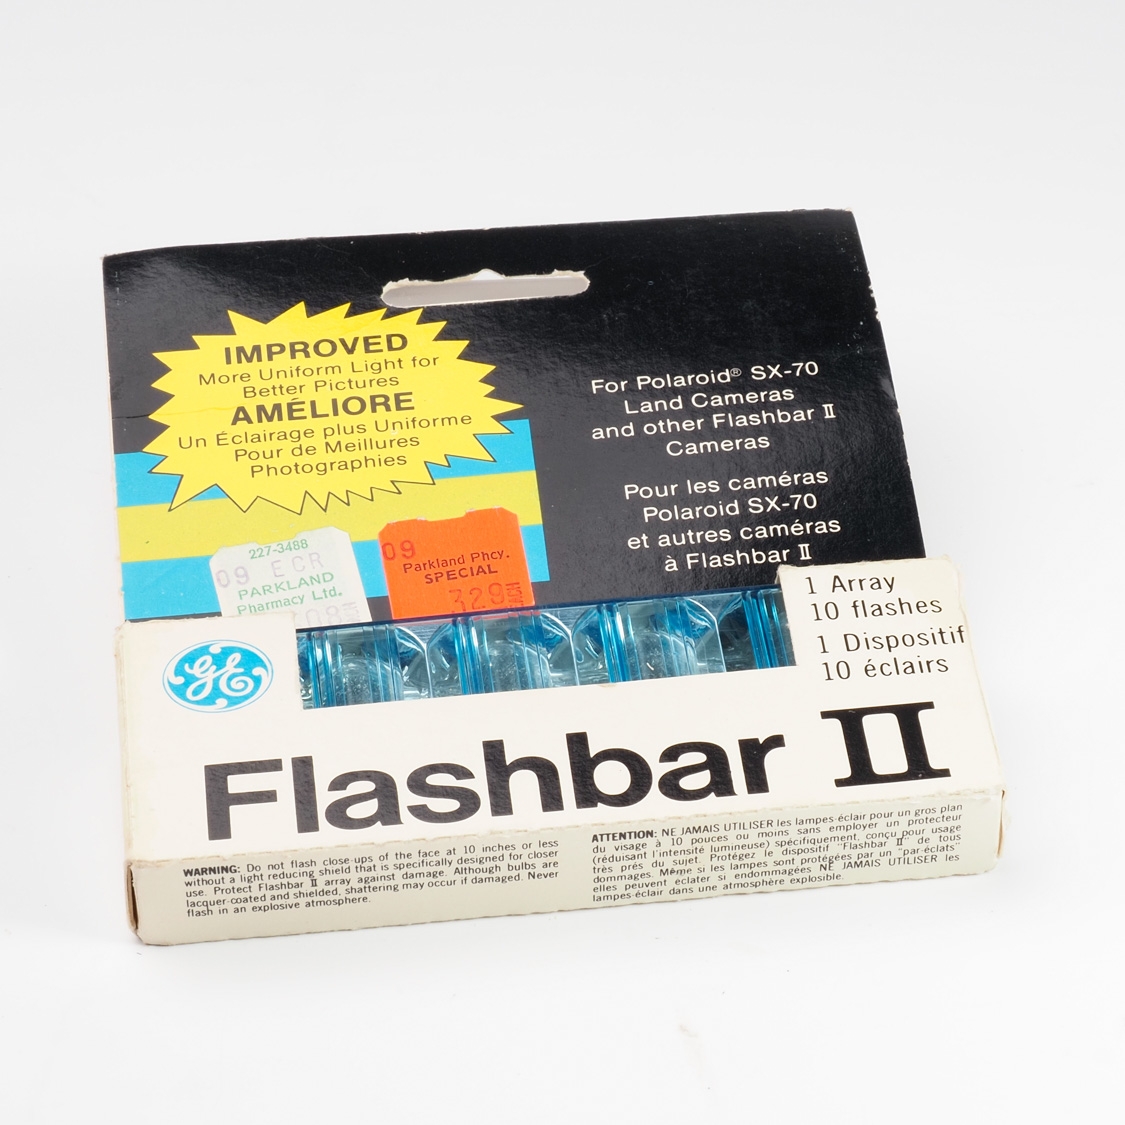 IMPROVED
More Uniform Light for
Better Pictures
AMÉLIORE
Un Éclairage plus Uniforme
Pour de Meillures
Photographies
For Polaroid® SX-70
Land Cameras
and other Flashbar II
Cameras
Pour les caméras
Polaroid SX-70
et autres caméras
à Flashbar II
227-3488
09 ECR
PARKLAND
Pharmacy Ltd.
09
Parkland Phcy.
SPECIAL
329
1 Array
10 flashes
1 Dispositif
10 éclairs
GE
Flashbar II
WARNING: Do not flash close-ups of the face at 10 inches or less
without a light reducing shield that is specifically designed for closer
use. Protect Flashbar II array against damage. Although bulbs are
lacquer-coated and shielded, shattering may occur if damaged. Never
flash in an explosive atmosphere.
ATTENTION: NE JAMAIS UTILISER les lampes-éclair pour un gros plan
du visage à 10 pouces ou moins sans employer un protecteur
(réduisant l'intensité lumineuse) spécifiquement, conçu pour usage
très prés du sujet. Protégez le dispositif "Flashbar II" de tous
dommages. Même si les lampes sont protégées par un "par-éclats"
elles peuvent éclater si endommagées NE JAMAIS UTILISER les
lampes-éclair dans une atmosphère explosible.